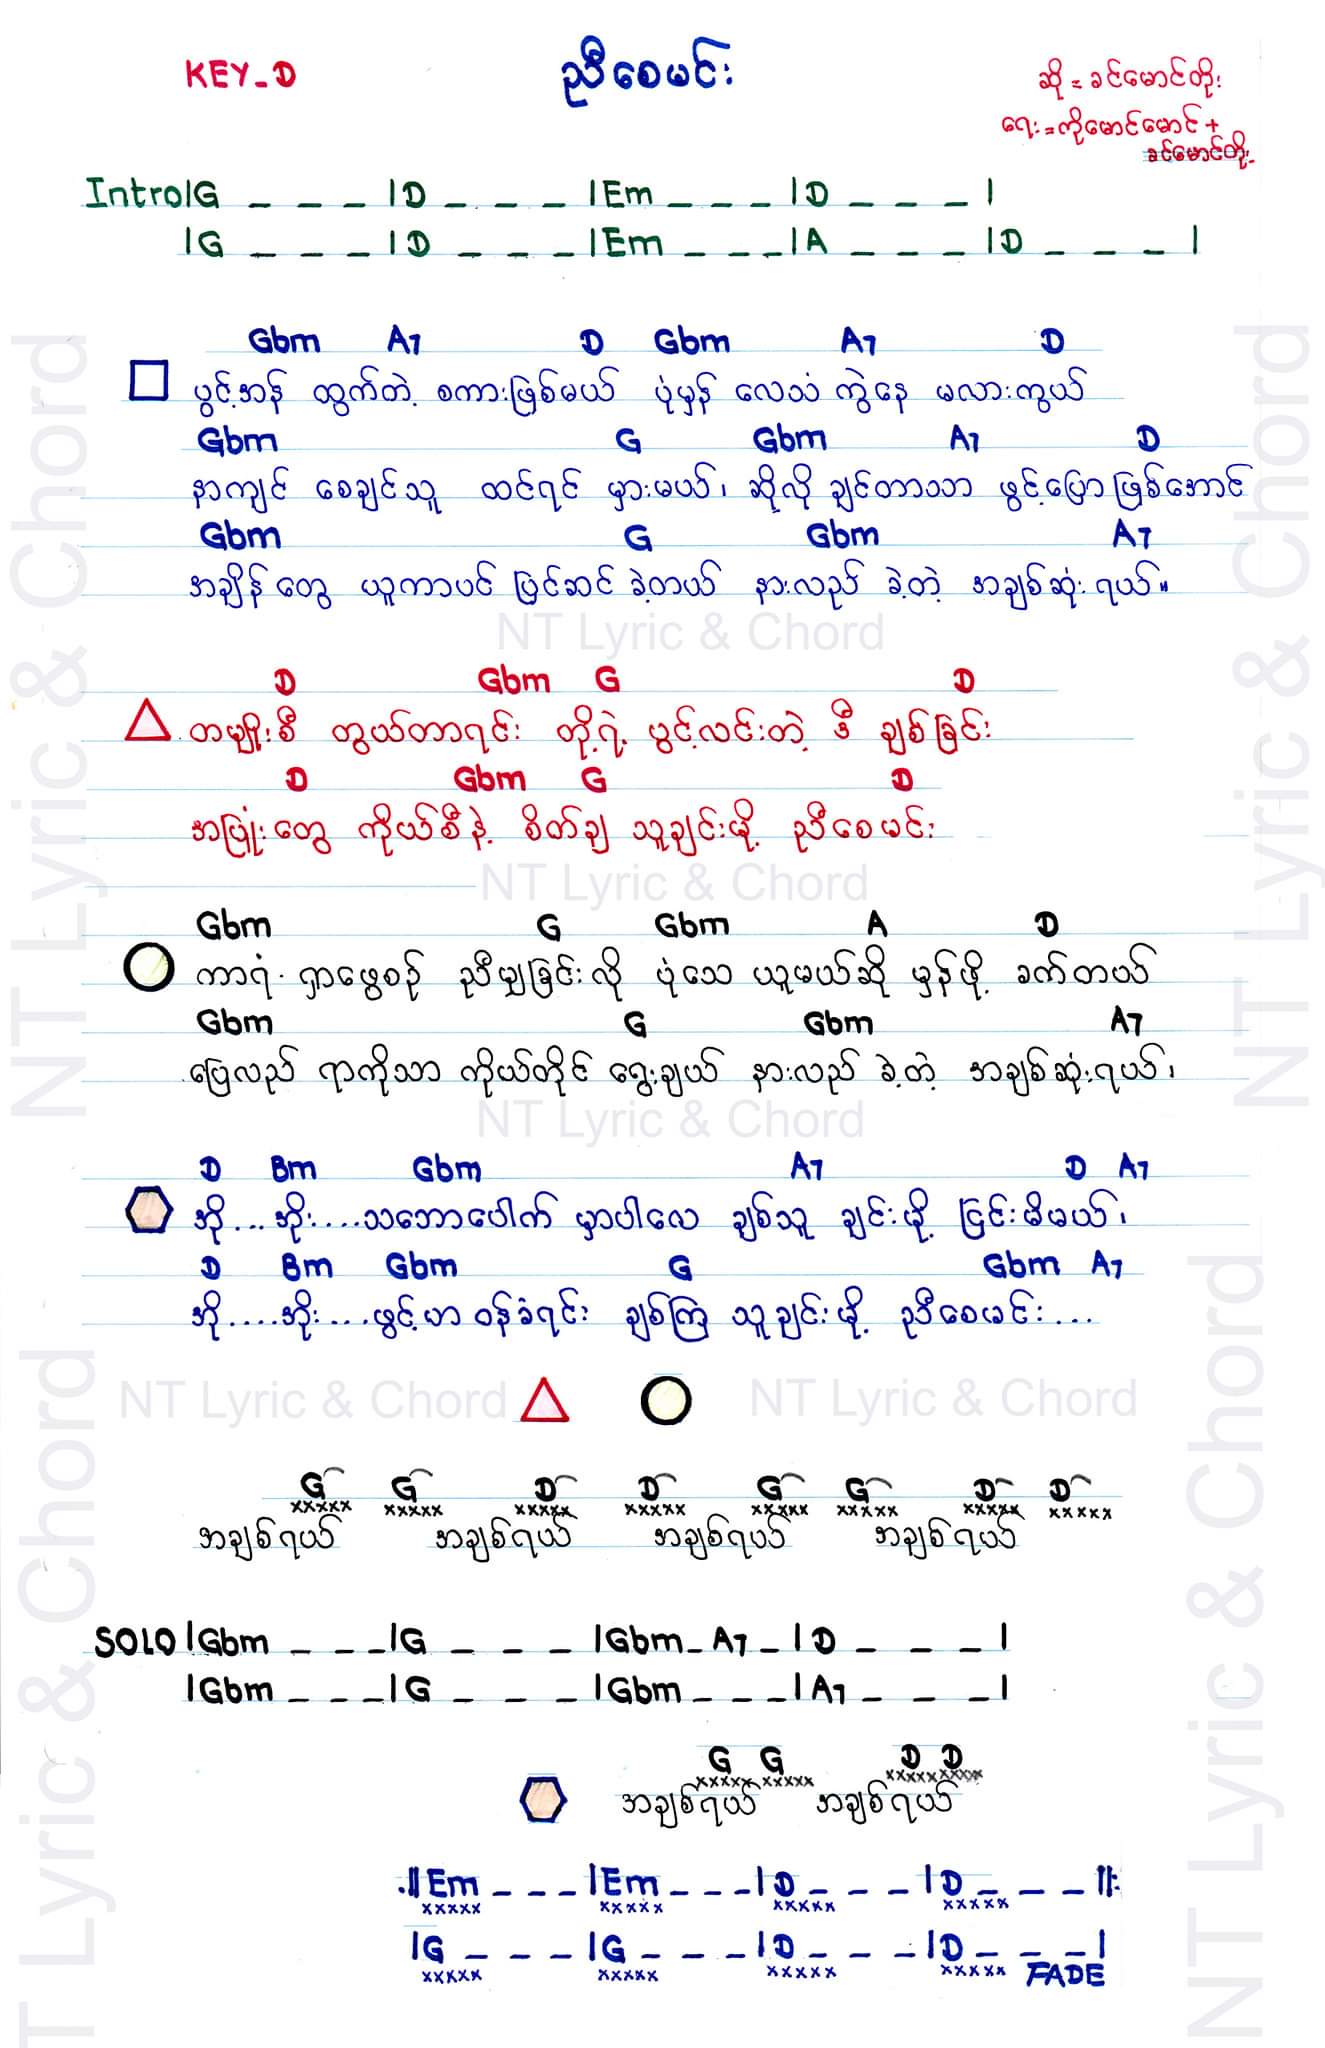 KEY-D
ညီစေမင်း
ဆို = ခင်မောင်တိုး
ရေး = ကိုမောင်မောင် +
ခင်မောင်တိုး
Intro |G _ _ _ |D _ _ _ |Em _ _ _ |D _ _ _ |
|G _ _ _ |D _ _ _ |Em _ _ _ |A _ _ _ |D _ _ _ |
Gbm A7 D Gbm A7 D
ပွင့်အန် ထွက်တဲ့ စကားဖြစ်မယ် ပုံမှန် လေသံ ကွဲနေ မလားကွယ်
Gbm G Gbm A7 D
နာကျင် စေချင်သူ ထင်ရင် မှားမယ်၊ ဆိုလို ချင်တာသာ ဖွင့်ပြော ဖြစ်အောင်
Gbm G Gbm A7
အချိန်တွေ ယူကာပင် ပြင်ဆင် ခဲ့တယ် နားလည် ခဲ့တဲ့ အချစ်ဆုံး ရယ်။
NT Lyric & Chord
D Gbm G D
တမျိုးစီ တွယ်တာရင်း တို့ရဲ့ ပွင့်လင်းတဲ့ ဒီ ချစ်ခြင်း
D Gbm G D
အပြုံးတွေ ကိုယ်စီနဲ့ စိတ်ချ သူချင်းမို့ ညီစေမင်း
NT Lyric & Chord
Gbm G Gbm A D
ကာရံ ရှာဖွေစဉ် ညီမျှခြင်းလို ပုံသေ ယူမယ်ဆို မှန်ဖို့ ခက်တယ်
Gbm G Gbm A7
ပြေလည် ရာကိုသာ ကိုယ်တိုင် ရွေးချယ် နားလည် ခဲ့တဲ့ အချစ်ဆုံးရယ်၊
NT Lyric & Chord
D Bm Gbm A7 D A7
အို... အိုး....သဘောပေါက် မှာပါလေ ချစ်သူ ချင်းမို့ ငြင်းမိမယ်၊
D Bm Gbm G Gbm A7
အို....အိုး....ဖွင့်ဟာ ဝန်ခံရင်း ချစ်ကြ သူချင်းမို့ ညီစေမင်း...
NT Lyric & Chord NT Lyric & Chord
G G D D G G D D
xxxxx xxxxx xxxxx xxxxx xxxxx xxxxx xxxxx xxxxx
အချစ်ရယ် အချစ်ရယ် အချစ်ရယ် အချစ်ရယ်
SOLO |Gbm _ _ _ |G _ _ _ |Gbm _ A7 _ |D _ _ _ |
|Gbm _ _ _ |G _ _ _ |Gbm _ _ _ |A7 _ _ _ |
G G D D
xxxxx xxxxx xxxxx xxxxx
အချစ်ရယ် အချစ်ရယ်
.||Em _ _ _ |Em _ _ _ |D _ _ _ |D _ _ _ ||:
xxxxx xxxxx xxxxx xxxxx
|G _ _ _ |G _ _ _ |D _ _ _ |D _ _ _ |
xxxxx xxxxx xxxxx xxxxx FADE
NT Lyric & Chord
NT Lyric & Chord
T Lyric & Chord
NT Lyric & Chord